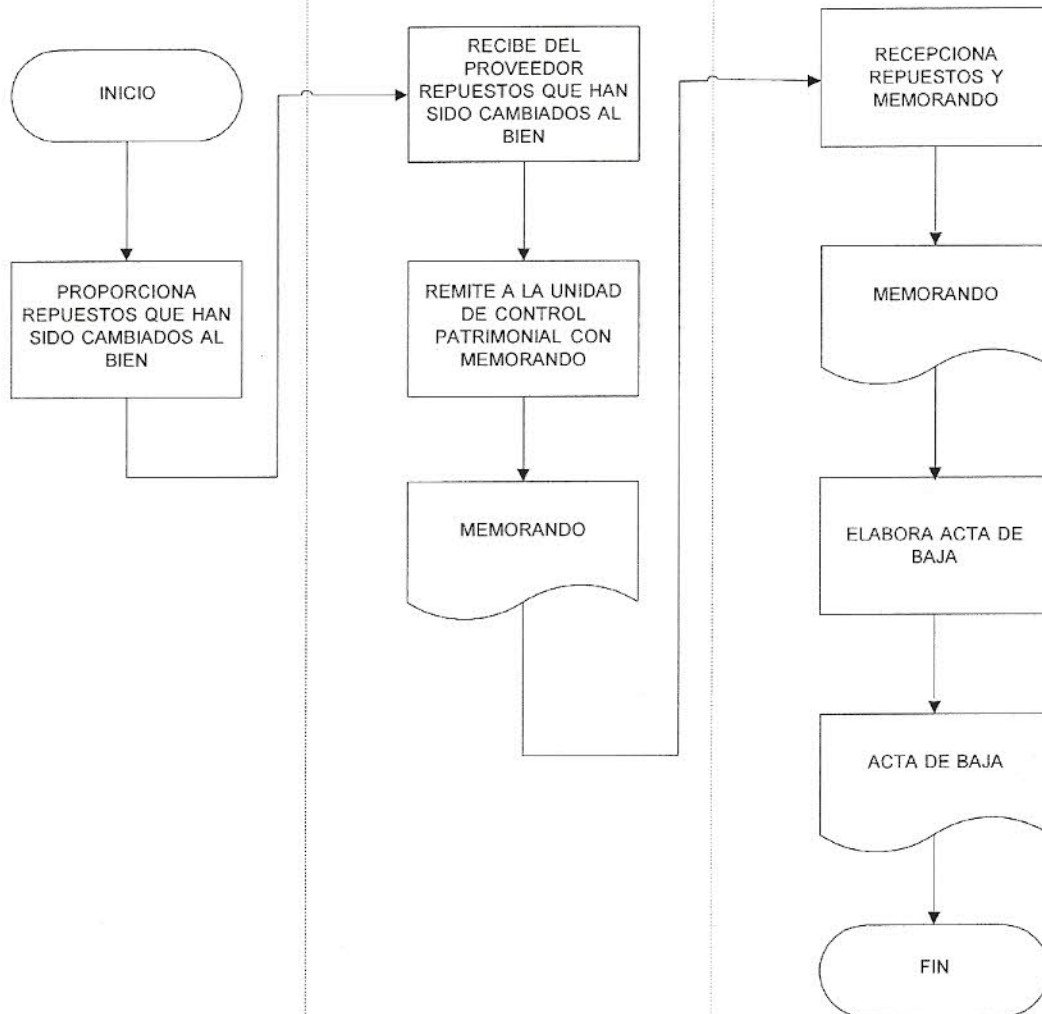 INICIO
PROPORCIONA
REPUESTOS QUE HAN
SIDO CAMBIADOS AL
BIEN
RECIBE DEL
PROVEEDOR
REPUESTOS QUE HAN
SIDO CAMBIADOS AL
BIEN
REMITE A LA UNIDAD
DE CONTROL
PATRIMONIAL CON
MEMORANDO
MEMORANDO
RECEPCIONA
REPUESTOS Y
MEMORANDO
MEMORANDO
ELABORA ACTA DE
BAJA
ACTA DE BAJA
FIN